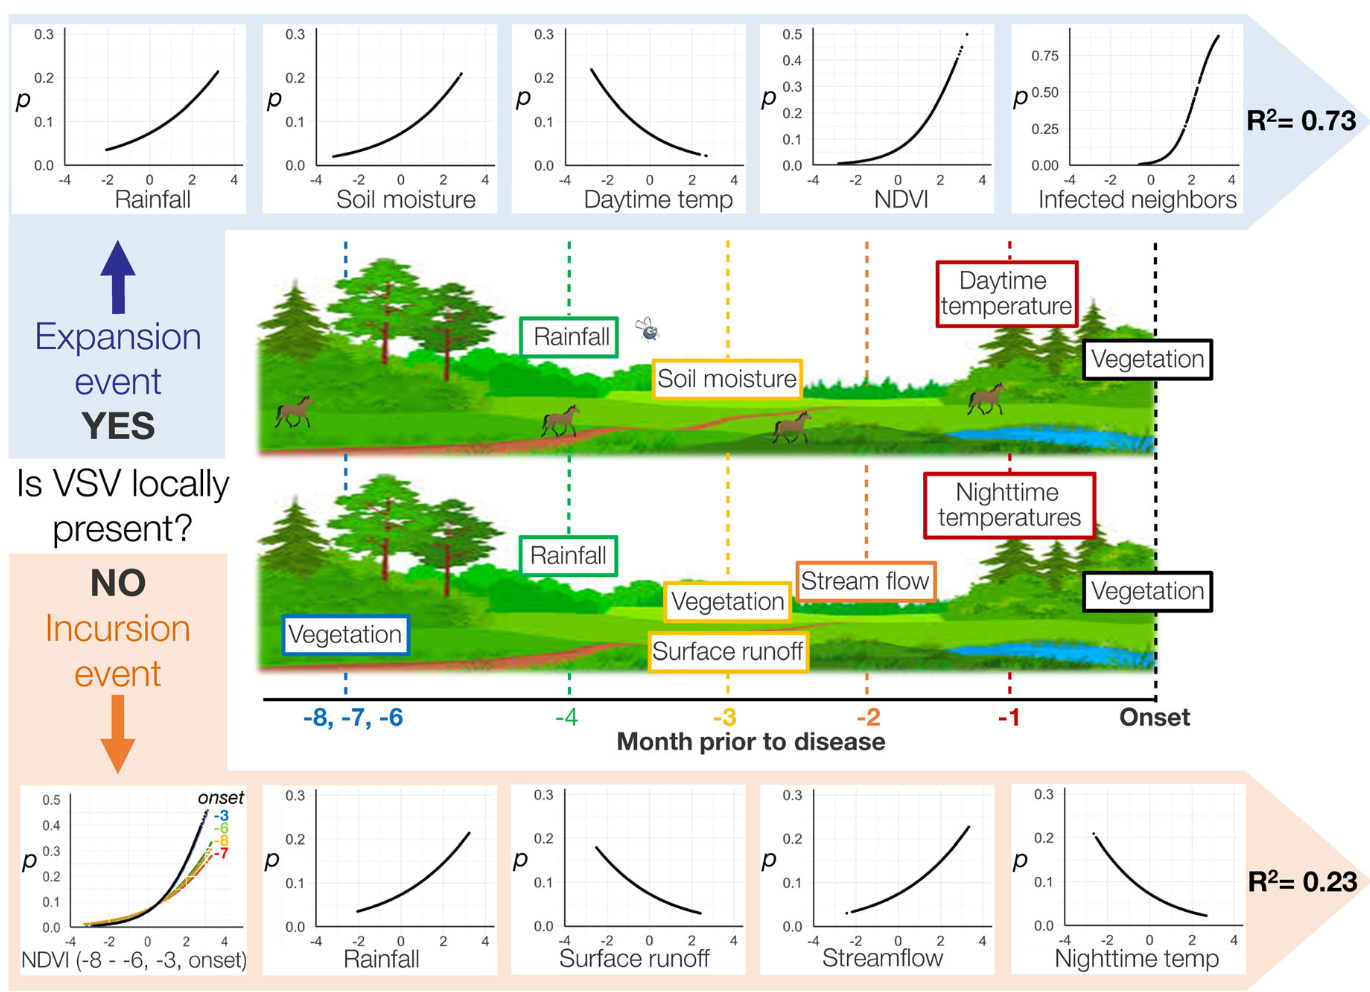 0.3
0.2
p
0.1
0.0
-4 -2 0 2 4
Rainfall
0.3
0.2
p
0.1
0.0
-4 -2 0 2 4
Soil moisture
0.3
0.2
p
0.1
0.0
-4 -2 0 2 4
Daytime temp
0.5
0.4
0.3
p
0.2
0.1
0.0
-4 -2 0 2 4
NDVI
0.75
p
0.50
0.25
0.00
-4 -2 0 2 4
Infected neighbors
R²= 0.73
Expansion
event
YES
Is VSV locally
present?
NO
Incursion
event
Rainfall
Soil moisture
Daytime
temperature
Vegetation
Vegetation
Rainfall
Vegetation
Surface runoff
Stream flow
Nighttime
temperatures
Vegetation
-8, -7, -6
-4
-3
-2
-1
Onset
Month prior to disease
0.5
0.4
0.3
p
0.2
0.1
0.0
onset
-3
-6
-8
-7
-4 -2 0 2 4
NDVI (-8 - -6, -3, onset)
0.3
0.2
p
0.1
0.0
-4 -2 0 2 4
Rainfall
0.3
0.2
p
0.1
0.0
-4 -2 0 2 4
Surface runoff
0.3
0.2
p
0.1
0.0
-4 -2 0 2 4
Streamflow
0.3
0.2
p
0.1
0.0
-4 -2 0 2 4
Nighttime temp
R²= 0.23